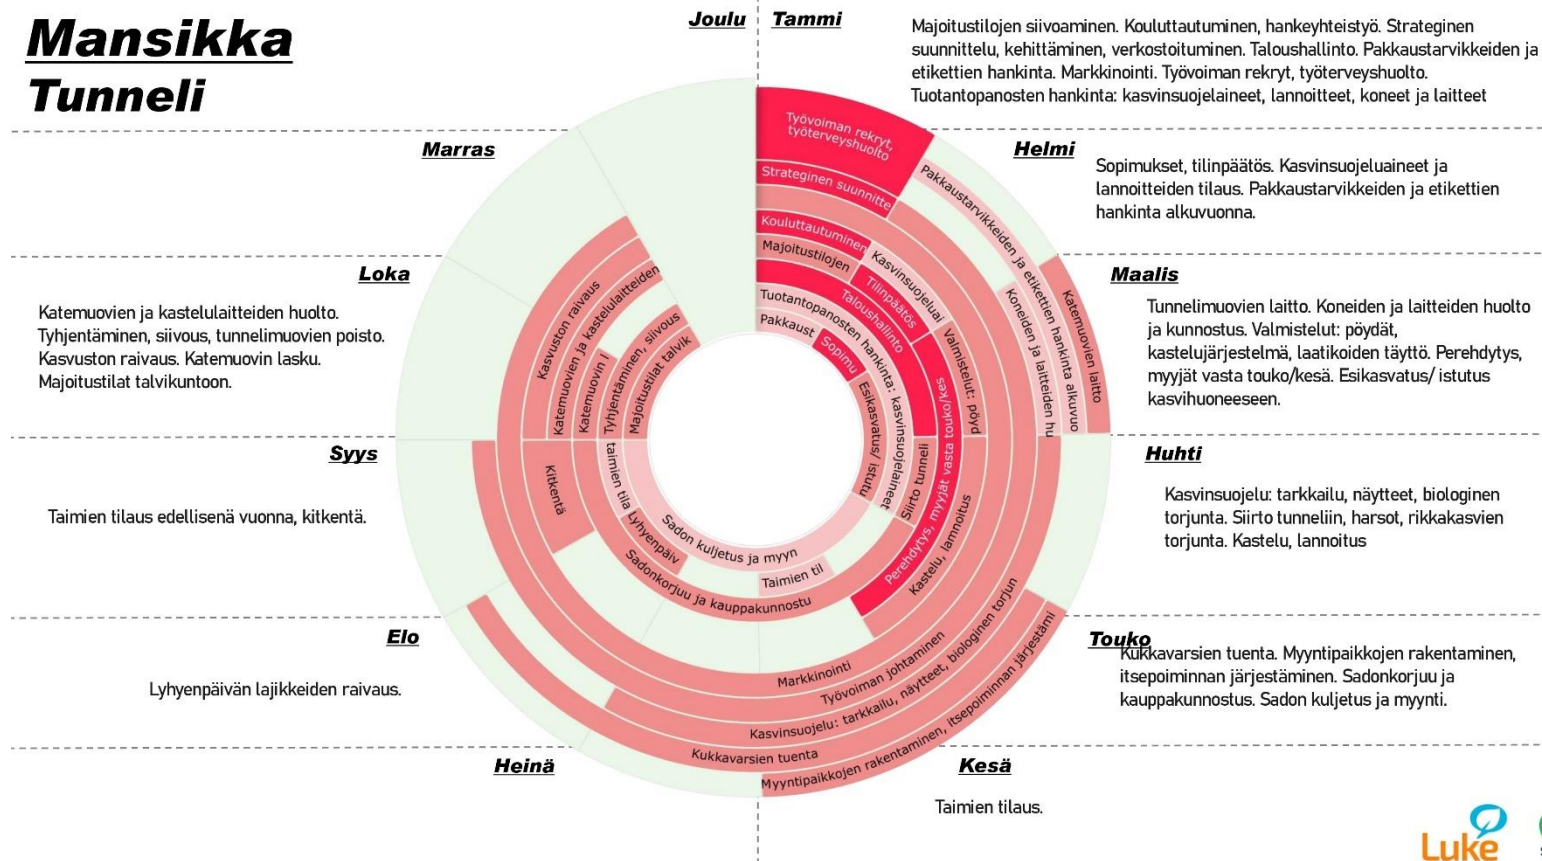 Mansikka
Tunneli
Joulu
Tammi
Majoitustilojen siivoaminen. Kouluttautuminen, hankeyhteistyö. Strateginen
suunnittelu, kehittäminen, verkostoituminen. Taloushallinto. Pakkaustarvikkeiden ja
etikettien hankinta. Markkinointi. Työvoiman rekryt, työterveyshuolto.
Tuotantopanosten hankinta: kasvinsuojelaineet, lannoitteet, koneet ja laitteet
Marras
Helmi
Sopimukset, tilinpäätös. Kasvinsuojeluaineet ja
lannoitteiden tilaus. Pakkaustarvikkeiden ja etikettien
hankinta alkuvuonna.
Loka
Katemuovien ja kastelulaitteiden huolto.
Tyhjentäminen, siivous, tunnelimuovien poisto.
Kasvuston raivaus. Katemuovin lasku.
Majoitustilat talvikuntoon.
Maalis
Tunnelimuovien laitto. Koneiden ja laitteiden huolto
ja kunnostus. Valmistelut: pöydät,
kastelujärjestelmä, laatikoiden täyttö. Perehdytys,
myyjät vasta touko/kesä. Esikasvatus/ istutus
kasvihuoneeseen.
Syys
Taimien tilaus edellisenä vuonna, kitkentä.
Huhti
Kasvinsuojelu: tarkkailu, näytteet, biologinen
torjunta. Siirto tunneliin, harsot, rikkakasvien
torjunta. Kastelu, lannoitus
Elo
Lyhyenpäivän lajikkeiden raivaus.
Touko
Kukkavarsien tuenta. Myyntipaikkojen rakentaminen,
itsepoiminnan järjestäminen. Sadonkorjuu ja
kauppakunnostus. Sadon kuljetus ja myynti.
Heinä
Kesä
Taimien tilaus.
Työvoiman rekryt,
työterveyshuolto
Strateginen suunnitte
Kouluttautuminen
Majoitustilojen
Taloushallinto
Tuotantopanosten hankinta: kasvinsuojelaineet
Pakkaust
Sopimu
Tilinpäätös
Kasvinsuojeluai
Pakkaustarvikkeiden ja etikettien hankinta alkuvuo
Koneiden ja laitteiden hu
Katemuovien laitto
Valmistelut: pöyd
Perehdytys, myyjät vasta touko/kes
Esikasvatus/ istutu
Siirto tunneli
Kastelu, lannoitus
Kasvinsuojelu: tarkkailu, näytteet, biologinen torjun
Työvoiman johtaminen
Markkinointi
Kukkavarsien tuenta
Myyntipaikkojen rakentaminen, itsepoiminnan järjestämi
Taimien til
Sadonkorjuu ja kauppakunnostu
Sadon kuljetus ja myyn
Lyhyenpäiv
taimien tila
Kitkentä
Kasvuston raivaus
Katemuovien ja kastelulaitteiden
Katemuovin l
Tyhjentäminen, siivous
Majoitustilat talvik
Luke